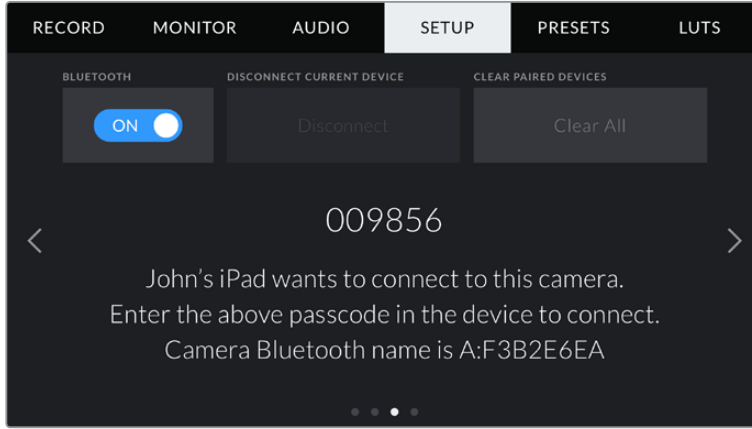 RECORD MONITOR AUDIO SETUP PRESETS LUTS
BLUETOOTH DISCONNECT CURRENT DEVICE CLEAR PAIRED DEVICES
ON Disconnect Clear All
009856
John’s iPad wants to connect to this camera.
Enter the above passcode in the device to connect.
Camera Bluetooth name is A:F3B2E6EA